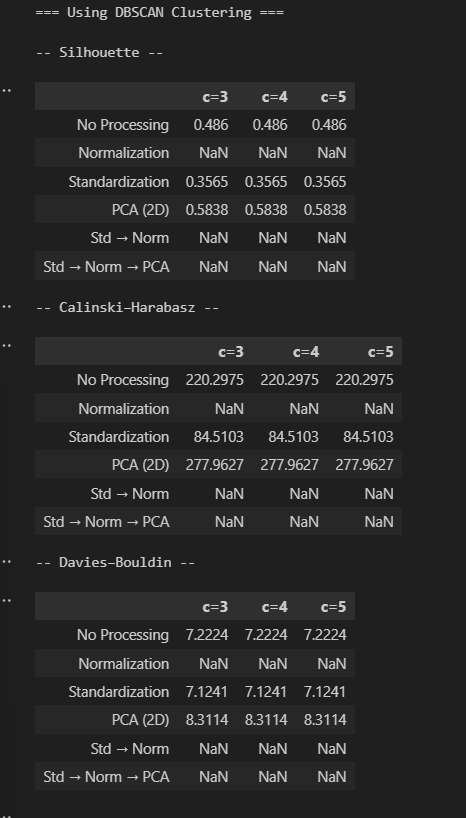 === Using DBSCAN Clustering ===
-- Silhouette --
c=3 c=4 c=5
No Processing 0.486 0.486 0.486
Normalization NaN NaN NaN
Standardization 0.3565 0.3565 0.3565
PCA (2D) 0.5838 0.5838 0.5838
Std → Norm NaN NaN NaN
Std → Norm → PCA NaN NaN NaN
-- Calinski–Harabasz --
c=3 c=4 c=5
No Processing 220.2975 220.2975 220.2975
Normalization NaN NaN NaN
Standardization 84.5103 84.5103 84.5103
PCA (2D) 277.9627 277.9627 277.9627
Std → Norm NaN NaN NaN
Std → Norm → PCA NaN NaN NaN
-- Davies–Bouldin --
c=3 c=4 c=5
No Processing 7.2224 7.2224 7.2224
Normalization NaN NaN NaN
Standardization 7.1241 7.1241 7.1241
PCA (2D) 8.3114 8.3114 8.3114
Std → Norm NaN NaN NaN
Std → Norm → PCA NaN NaN NaN